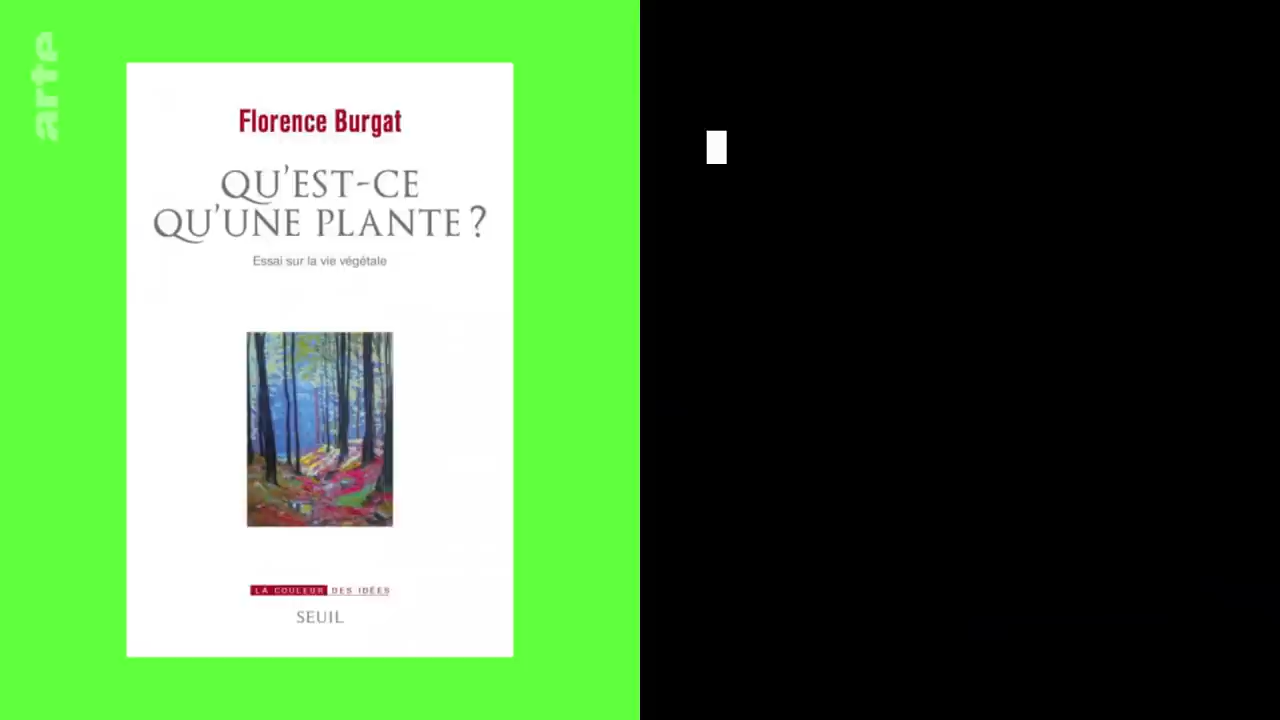 arte
Florence Burgat
QU'EST-CE
QU'UNE PLANTE ?
Essai sur la vie végétale
LA COULEUR DES IDÉES
SEUIL